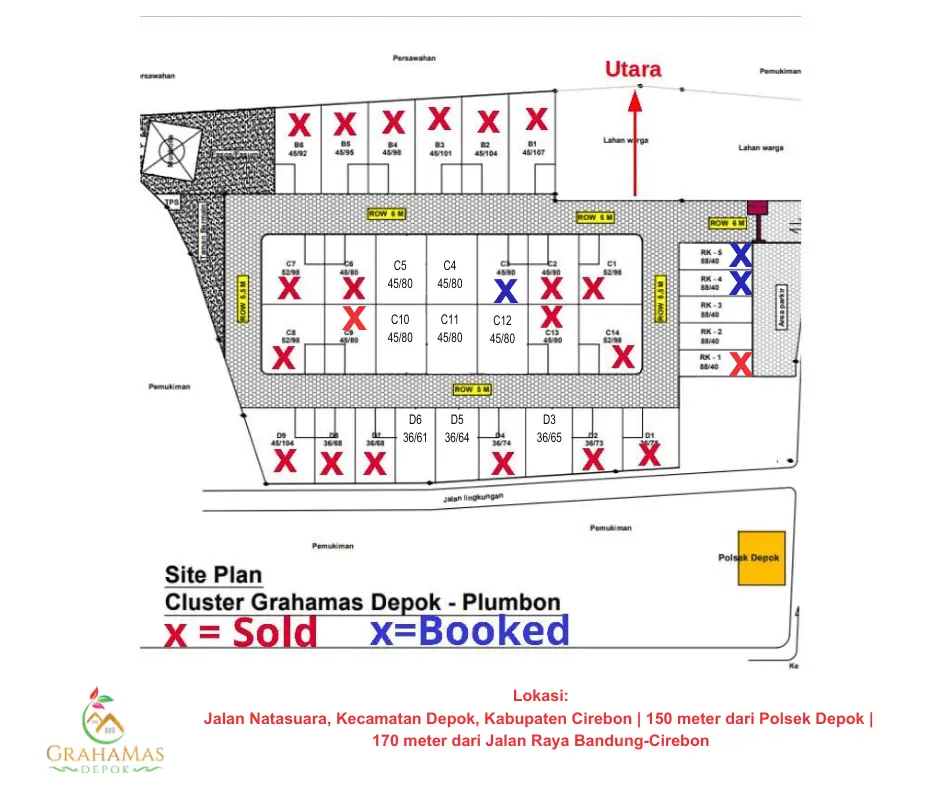 Persawahan
Utara
Pemukiman
ersawahan
B6
45/92
B5
45/95
B4
45/98
B3
45/101
B2
45/104
B1
45/107
Lahan warga
Lahan warga
TPS
ROW 6 M
ROW 5 M
ROW 6 M
C7
52/98
C6
45/80
C5
45/80
C4
45/80
C3
45/80
C2
45/80
C1
52/98
RK - 5
88/40
RK - 4
88/40
RK - 3
88/40
RK - 2
88/40
RK - 1
88/40
Area parkir
ROW 5,5 M
ROW 5,5 M
C8
52/98
C9
45/80
C10
45/80
C11
45/80
C12
45/80
C13
45/80
C14
52/98
Pemukiman
ROW 5 M
D9
45/104
D8
36/68
D7
36/68
D6
36/61
D5
36/64
D4
36/74
D3
36/65
D2
36/73
D1
Jalan lingkungan
Pemukiman
Pemukiman
Polsek Depok
Site Plan
Cluster Grahamas Depok - Plumbon
x = Sold
x=Booked
Ke
Lokasi:
Jalan Natasuara, Kecamatan Depok, Kabupaten Cirebon | 150 meter dari Polsek Depok |
170 meter dari Jalan Raya Bandung-Cirebon
GRAHAMAS
DEPOK